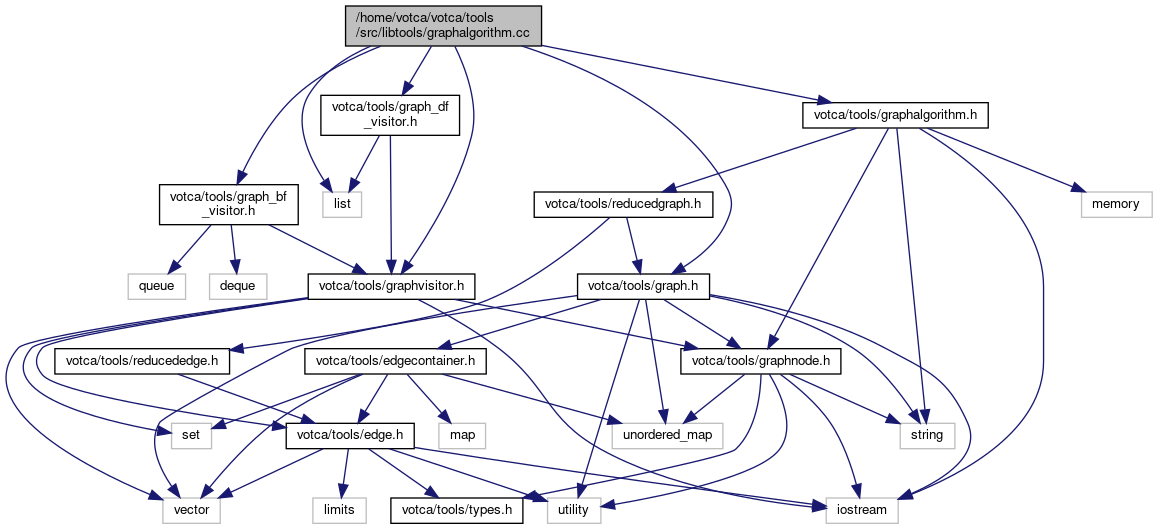 /home/votca/votca/tools
/src/libtools/graphalgorithm.cc
votca/tools/graph_df
_visitor.h
votca/tools/graphalgorithm.h
votca/tools/graph_bf
_visitor.h
list
votca/tools/reducedgraph.h
memory
queue
deque
votca/tools/graphvisitor.h
votca/tools/graph.h
votca/tools/reducededge.h
votca/tools/edgecontainer.h
votca/tools/graphnode.h
set
votca/tools/edge.h
map
unordered_map
string
vector
limits
votca/tools/types.h
utility
iostream